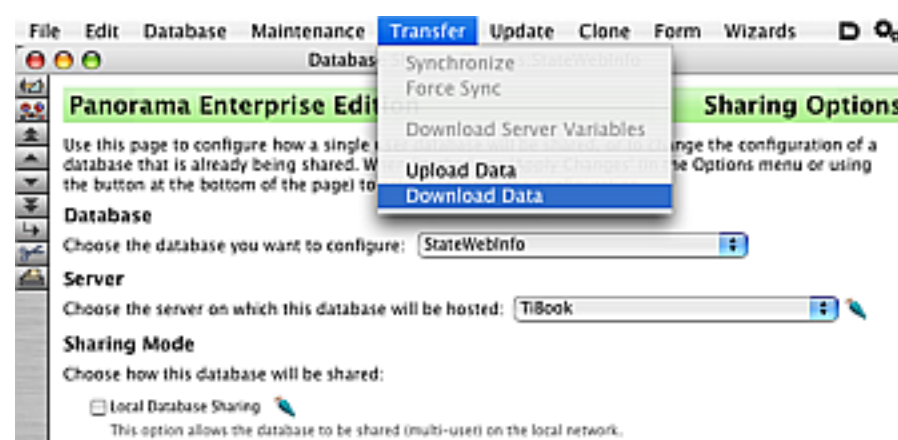 File Edit Database Maintenance Transfer Update Clone Form Wizards
Databas
Synchronize
Force Sync
Download Server Variables
Upload Data
Download Data
Panorama Enterprise Edition Sharing Options
Use this page to configure how a single the configuration of a
database that is already being shared. Options menu or using
the button at the bottom of the page) to
Database
Choose the database you want to configure: StateWebInfo
Server
Choose the server on which this database will be hosted: TiBook
Sharing Mode
Choose how this database will be shared:
Local Database Sharing
This option allows the database to be shared (multi-user) on the local network.